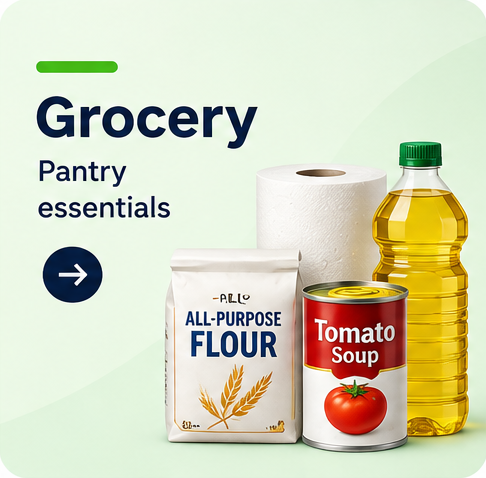 Grocery
Pantry
essentials
ALL-PURPOSE
FLOUR
Tomato
Soup